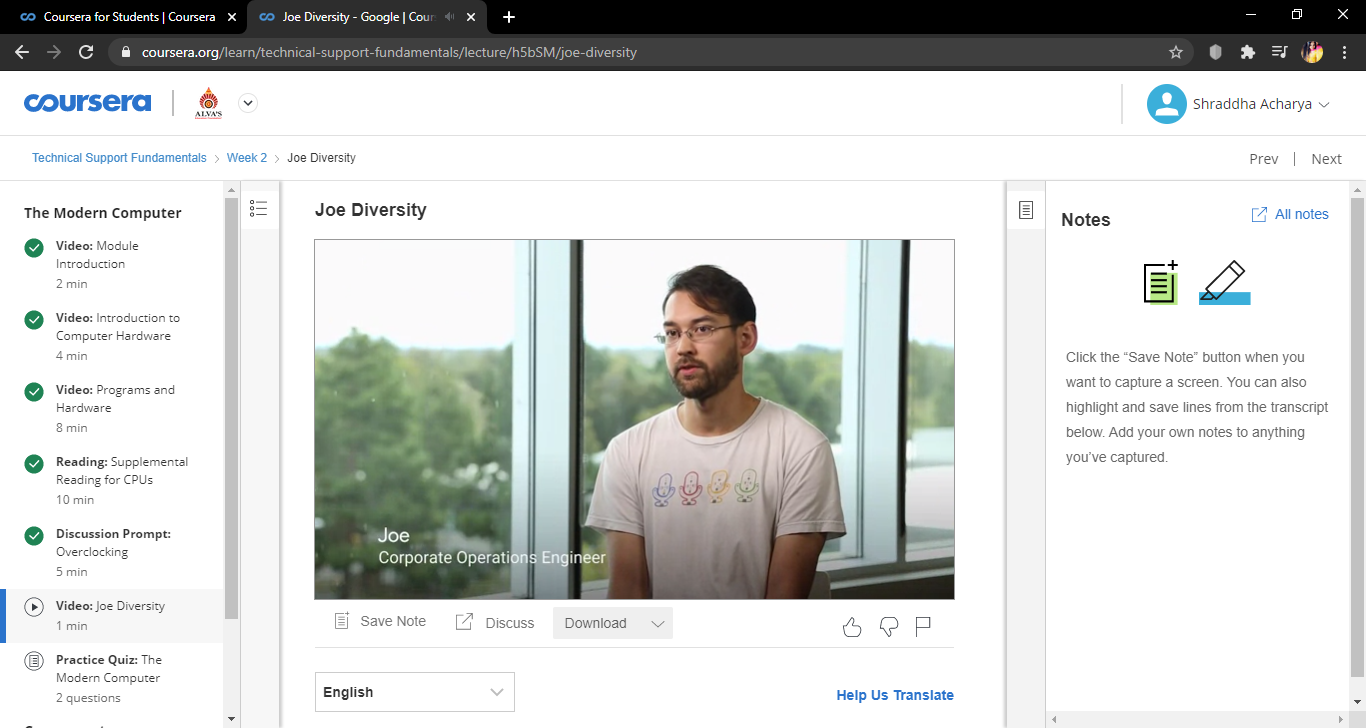 Coursera for Students | Coursera
Joe Diversity - Google | Cour
coursera.org/learn/technical-support-fundamentals/lecture/h5bSM/joe-diversity
coursera
ALVA'S
Shraddha Acharya
Technical Support Fundamentals > Week 2 > Joe Diversity
Prev | Next
The Modern Computer
Video: Module
Introduction
2 min
Video: Introduction to
Computer Hardware
4 min
Video: Programs and
Hardware
8 min
Reading: Supplemental
Reading for CPUs
10 min
Discussion Prompt:
Overclocking
5 min
Video: Joe Diversity
1 min
Practice Quiz: The
Modern Computer
2 questions
Joe Diversity
Joe
Corporate Operations Engineer
Save Note
Discuss
Download
English
Help Us Translate
Notes
All notes
Click the “Save Note” button when you
want to capture a screen. You can also
highlight and save lines from the transcript
below. Add your own notes to anything
you’ve captured.